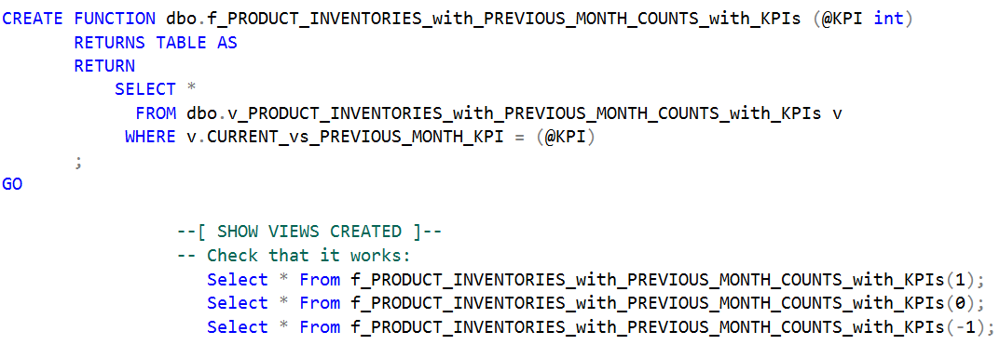 CREATE FUNCTION dbo.f_PRODUCT_INVENTORIES_with_PREVIOUS_MONTH_COUNTS_with_KPIs (@KPI int)
RETURNS TABLE AS
RETURN
SELECT *
FROM dbo.v_PRODUCT_INVENTORIES_with_PREVIOUS_MONTH_COUNTS_with_KPIs v
WHERE v.CURRENT_vs_PREVIOUS_MONTH_KPI = (@KPI)
;
GO
--[ SHOW VIEWS CREATED ]--
-- Check that it works:
Select * From f_PRODUCT_INVENTORIES_with_PREVIOUS_MONTH_COUNTS_with_KPIs(1);
Select * From f_PRODUCT_INVENTORIES_with_PREVIOUS_MONTH_COUNTS_with_KPIs(0);
Select * From f_PRODUCT_INVENTORIES_with_PREVIOUS_MONTH_COUNTS_with_KPIs(-1);